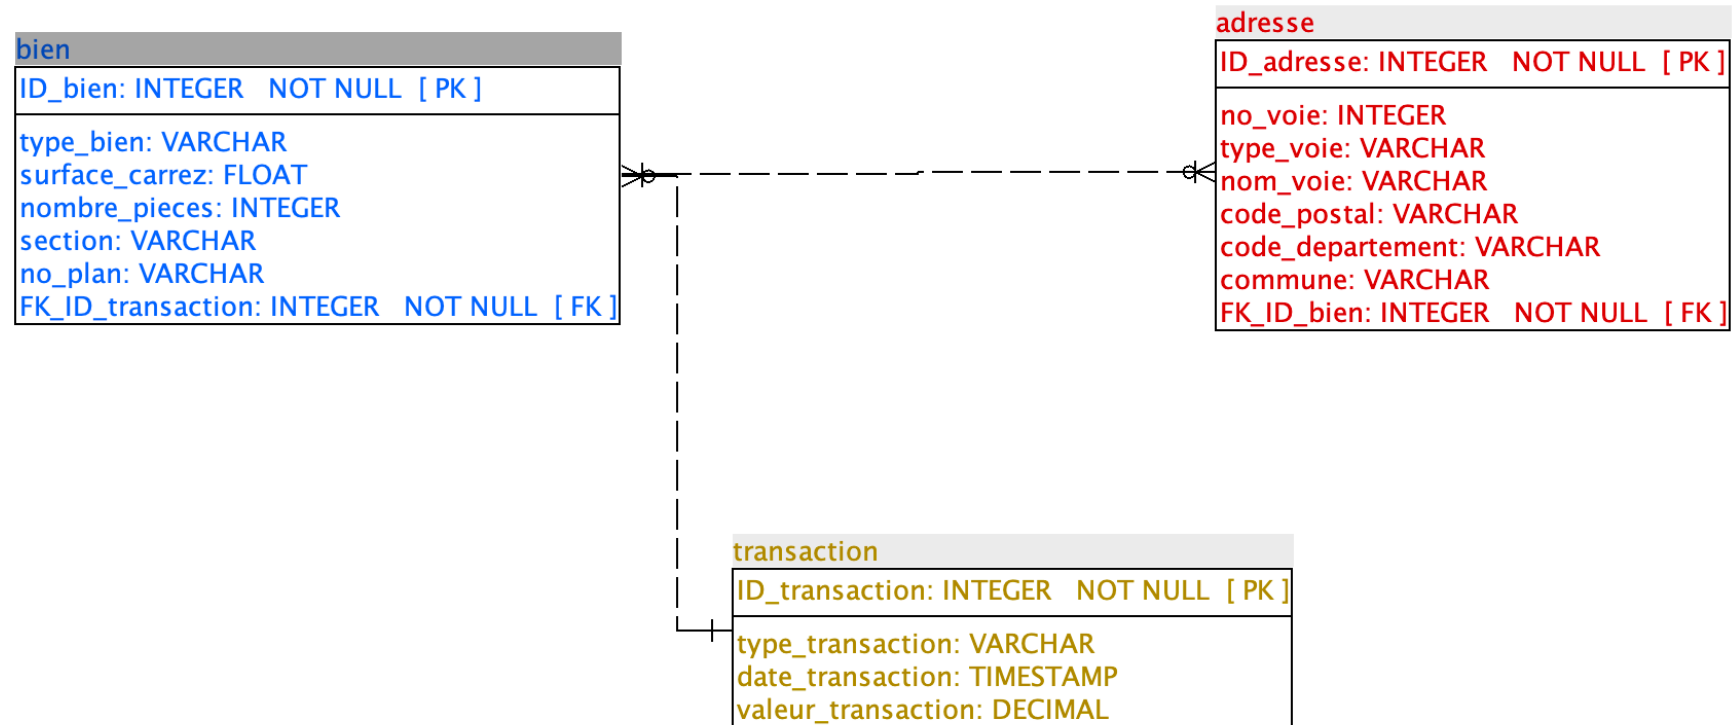 bien
ID_bien: INTEGER NOT NULL [ PK ]
type_bien: VARCHAR
surface_carrez: FLOAT
nombre_pieces: INTEGER
section: VARCHAR
no_plan: VARCHAR
FK_ID_transaction: INTEGER NOT NULL [ FK ]
adresse
ID_adresse: INTEGER NOT NULL [ PK ]
no_voie: INTEGER
type_voie: VARCHAR
nom_voie: VARCHAR
code_postal: VARCHAR
code_departement: VARCHAR
commune: VARCHAR
FK_ID_bien: INTEGER NOT NULL [ FK ]
transaction
ID_transaction: INTEGER NOT NULL [ PK ]
type_transaction: VARCHAR
date_transaction: TIMESTAMP
valeur_transaction: DECIMAL